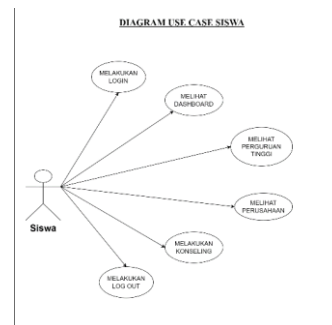 DIAGRAM USE CASE SISWA
MELAKUKAN
LOGIN
MELIHAT
DASHBOARD
MELIHAT
PERGURUAN
TINGGI
MELIHAT
PERUSAHAAN
Siswa
MELAKUKAN
KONSELING
MELAKUKAN
LOG OUT